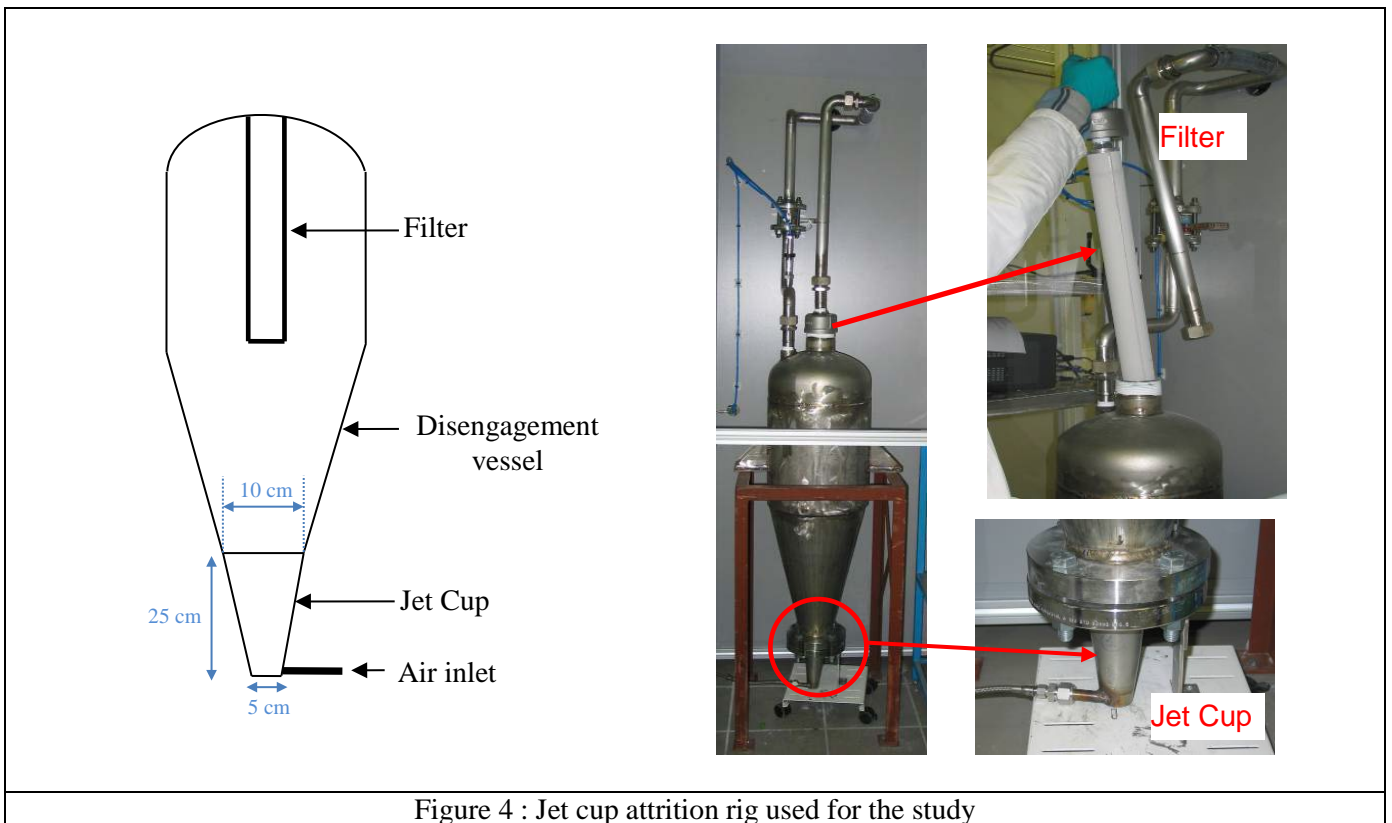 Filter
Disengagement
vessel
10 cm
Jet Cup
25 cm
Air inlet
5 cm
Filter
Jet Cup
Figure 4 : Jet cup attrition rig used for the study